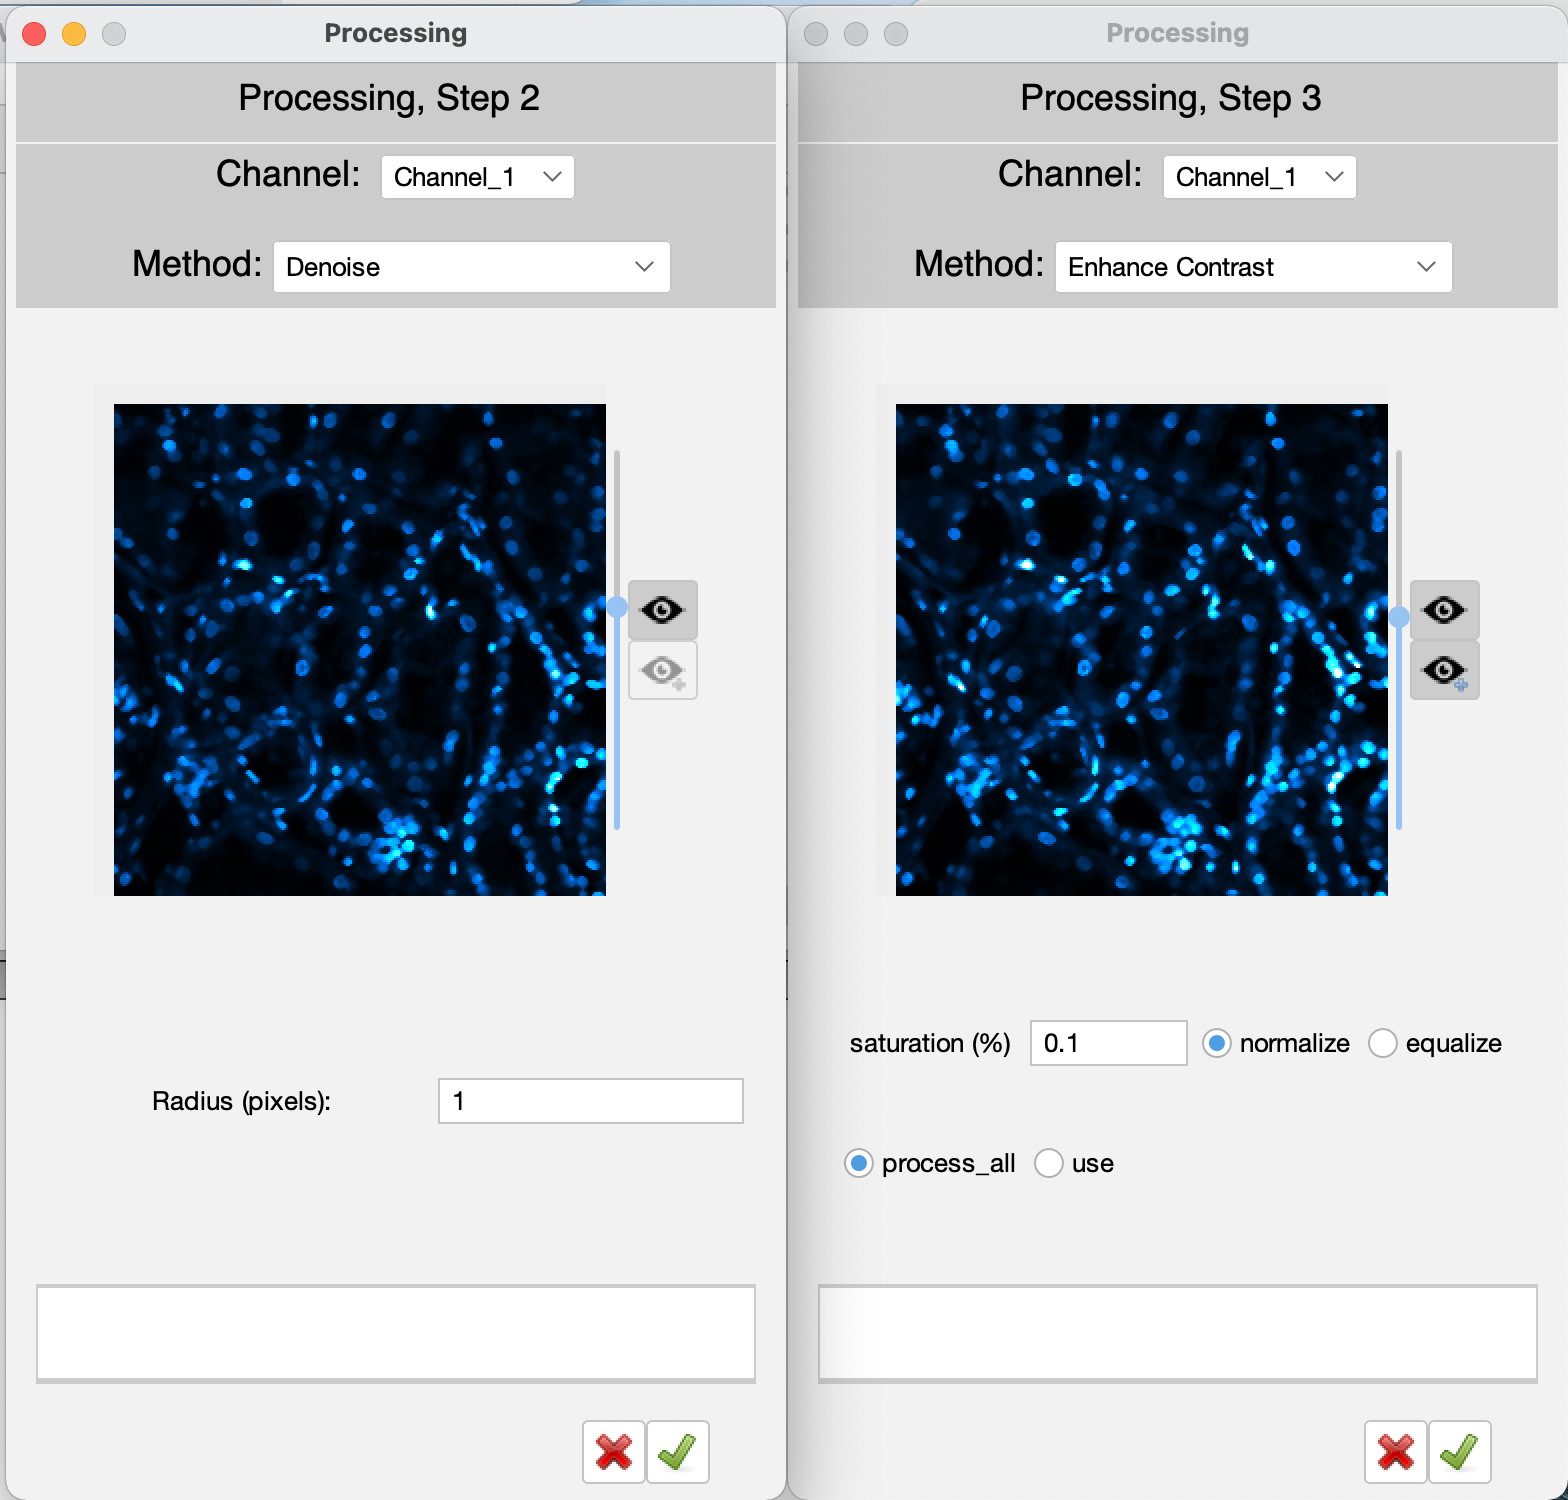 Processing
Processing, Step 2
Channel: Channel_1
Method: Denoise
Radius (pixels): 1
Processing
Processing, Step 3
Channel: Channel_1
Method: Enhance Contrast
saturation (%) 0.1 normalize equalize
process_all use